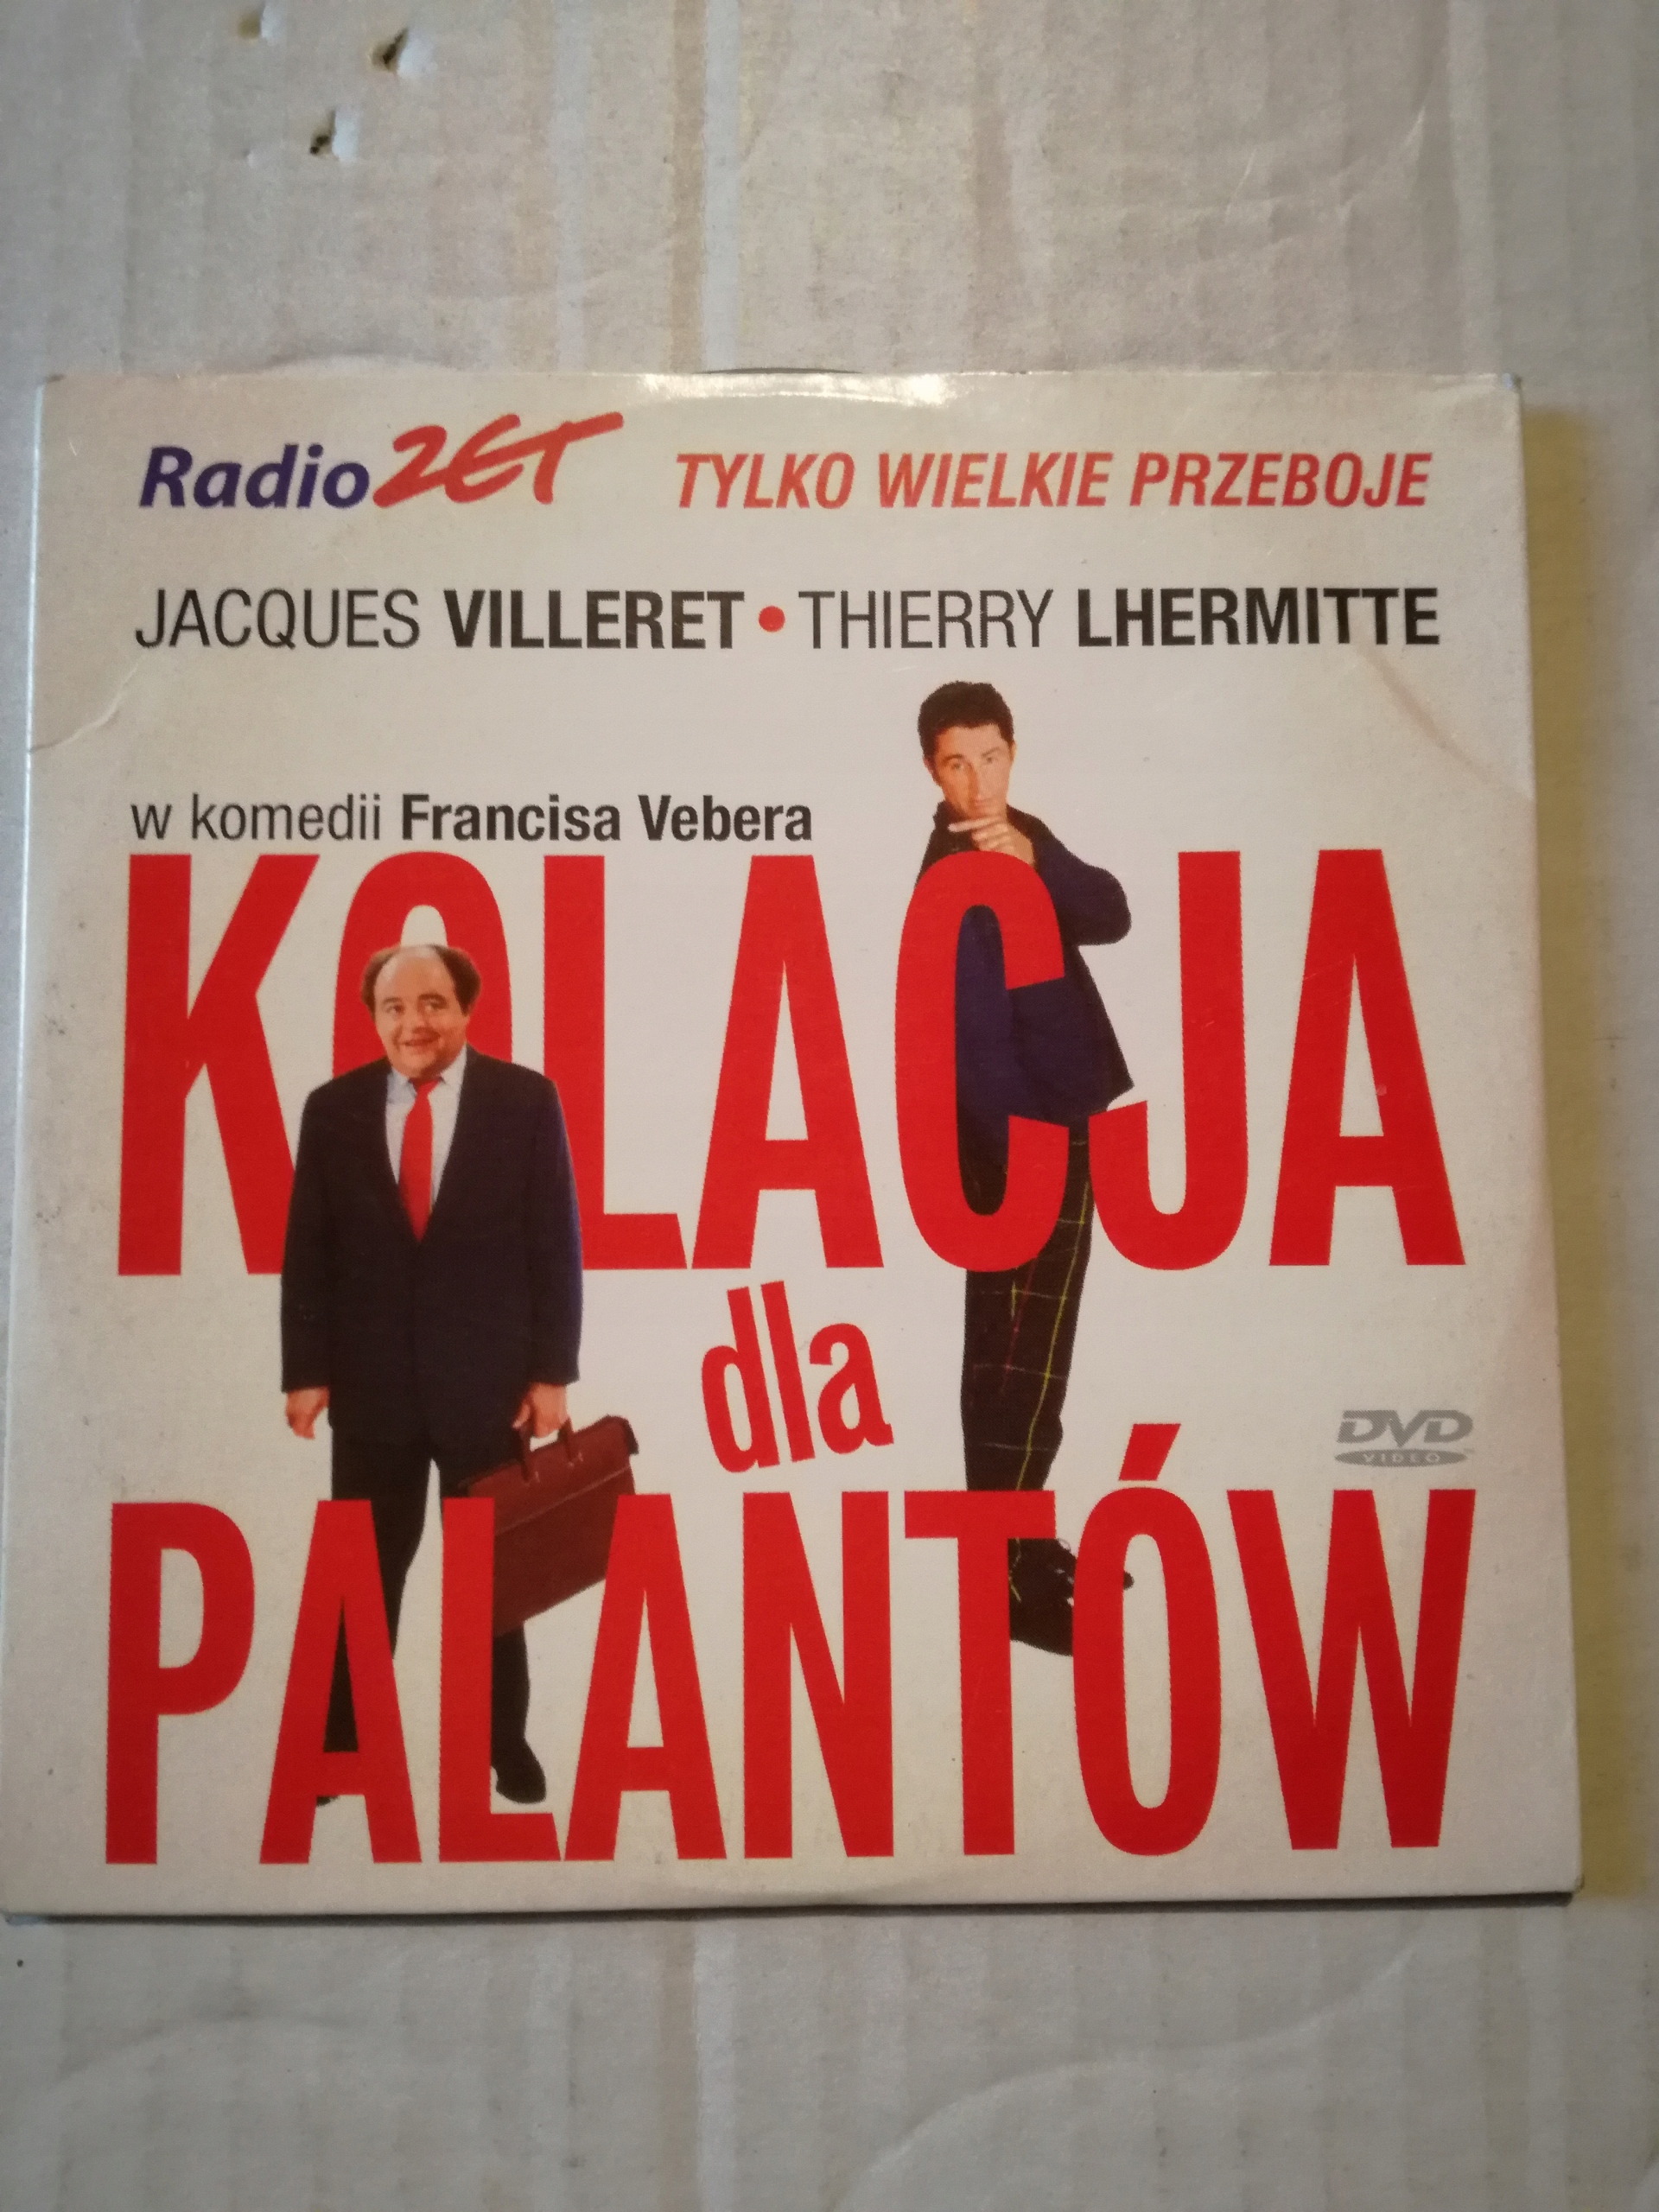 Radio ZET TYLKO WIELKIE PRZEBOJE
JACQUES VILLERET • THIERRY LHERMITTE
w komedii Francisa Vebera
KOLACJA
dla
DVD
VIDEO
PALANTÓW